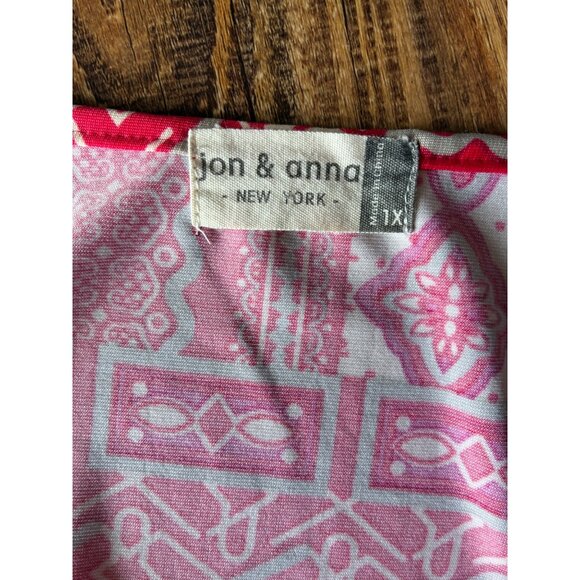 jon & anna
- NEW YORK -
Made in China
1X